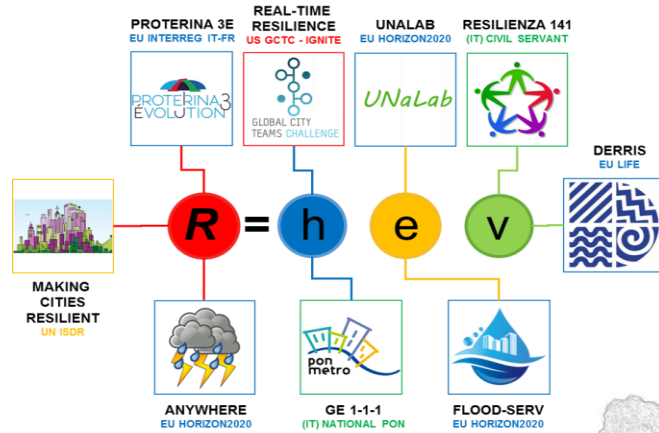 PROTERINA 3E
EU INTERREG IT-FR
REAL-TIME
RESILIENCE
US GCTC - IGNITE
UNALAB
EU HORIZON2020
RESILIENZA 141
(IT) CIVIL SERVANT
PROTERINA 3
ÉVOLUTION
GLOBAL CITY
TEAMS CHALLENGE
UNaLab
DERRIS
EU LIFE
R = h e v
MAKING
CITIES
RESILIENT
UN ISDR
pon
metro
ANYWHERE
EU HORIZON2020
GE 1-1-1
(IT) NATIONAL PON
FLOOD-SERV
EU HORIZON2020